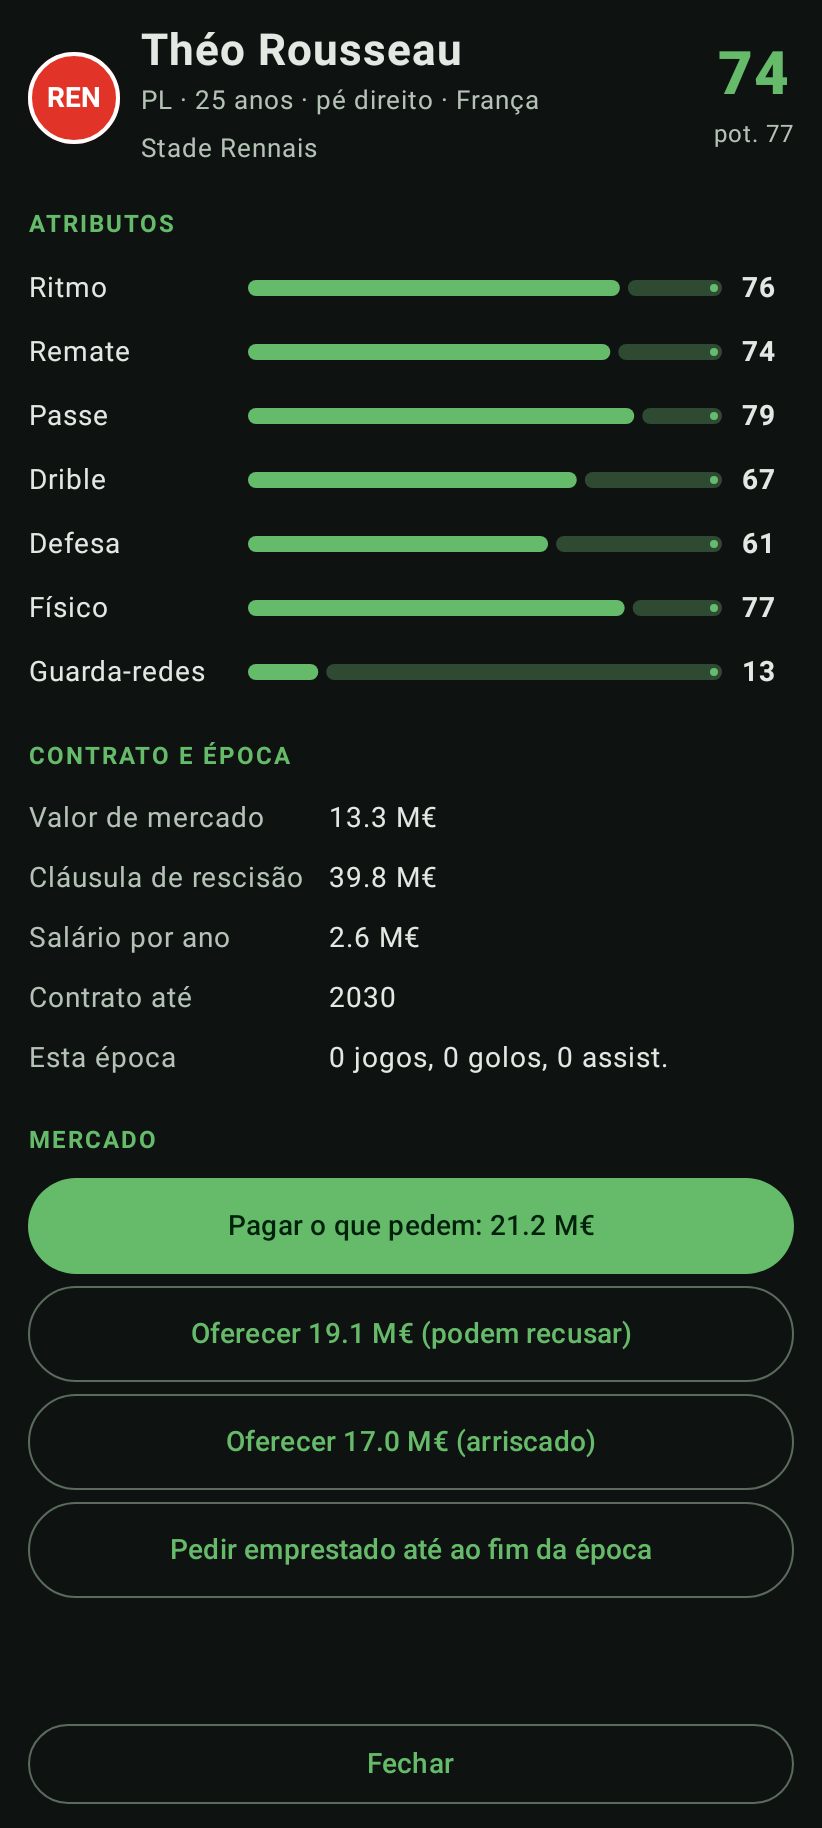 REN
Théo Rousseau
PL · 25 anos · pé direito · França
Stade Rennais
74
pot. 77
ATRIBUTOS
Ritmo 76
Remate 74
Passe 79
Drible 67
Defesa 61
Físico 77
Guarda-redes 13
CONTRATO E ÉPOCA
Valor de mercado 13.3 M€
Cláusula de rescisão 39.8 M€
Salário por ano 2.6 M€
Contrato até 2030
Esta época 0 jogos, 0 golos, 0 assist.
MERCADO
Pagar o que pedem: 21.2 M€
Oferecer 19.1 M€ (podem recusar)
Oferecer 17.0 M€ (arriscado)
Pedir emprestado até ao fim da época
Fechar